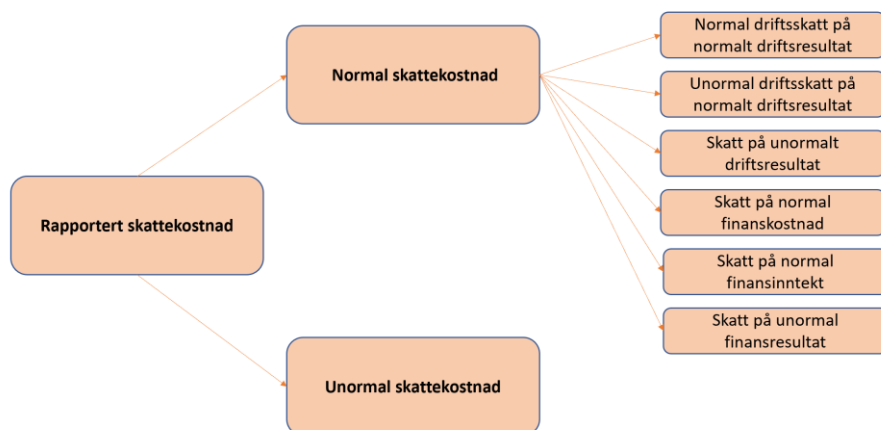 Rapportert skattekostnad
Normal skattekostnad
Unormal skattekostnad
Normal driftsskatt på
normalt driftsresultat
Unormal driftsskatt på
normalt driftsresultat
Skatt på unormalt
driftsresultat
Skatt på normal
finanskostnad
Skatt på normal
finansinntekt
Skatt på unormal
finansresultat